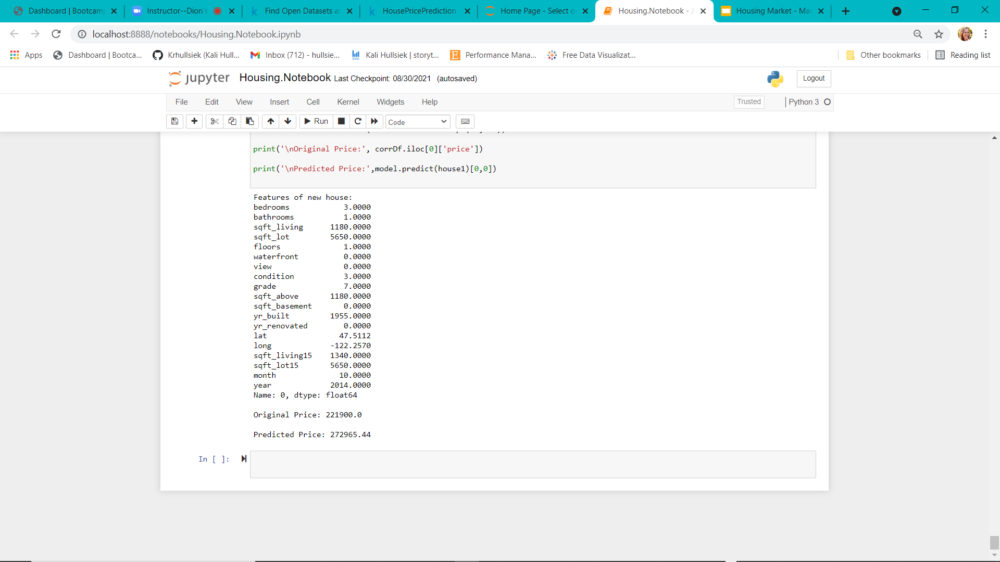 Dashboard | Bootcamp
Instructor--Dion's
Find Open Datasets a
HousePricePrediction
Home Page - Select o
Housing.Notebook - J
Housing Market - Mac
localhost:8888/notebooks/Housing.Notebook.ipynb
Apps
Dashboard | Bootca...
Krhullsiek (Kali Hull...
Inbox (712) - hullsie...
Kali Hullsiek | storyt...
Performance Mana...
Free Data Visualizat...
Other bookmarks
Reading list
jupyter Housing.Notebook Last Checkpoint: 08/30/2021 (autosaved)
Logout
File Edit View Insert Cell Kernel Widgets Help
Trusted
Python 3
Run
Code
print('\nOriginal Price:', corrDf.iloc[0]['price'])
print('\nPredicted Price:',model.predict(house1)[0,0])
Features of new house:
bedrooms 3.0000
bathrooms 1.0000
sqft_living 1180.0000
sqft_lot 5650.0000
floors 1.0000
waterfront 0.0000
view 0.0000
condition 3.0000
grade 7.0000
sqft_above 1180.0000
sqft_basement 0.0000
yr_built 1955.0000
yr_renovated 0.0000
lat 47.5112
long -122.2570
sqft_living15 1340.0000
sqft_lot15 5650.0000
month 10.0000
year 2014.0000
Name: 0, dtype: float64
Original Price: 221900.0
Predicted Price: 272965.44
In [ ]: